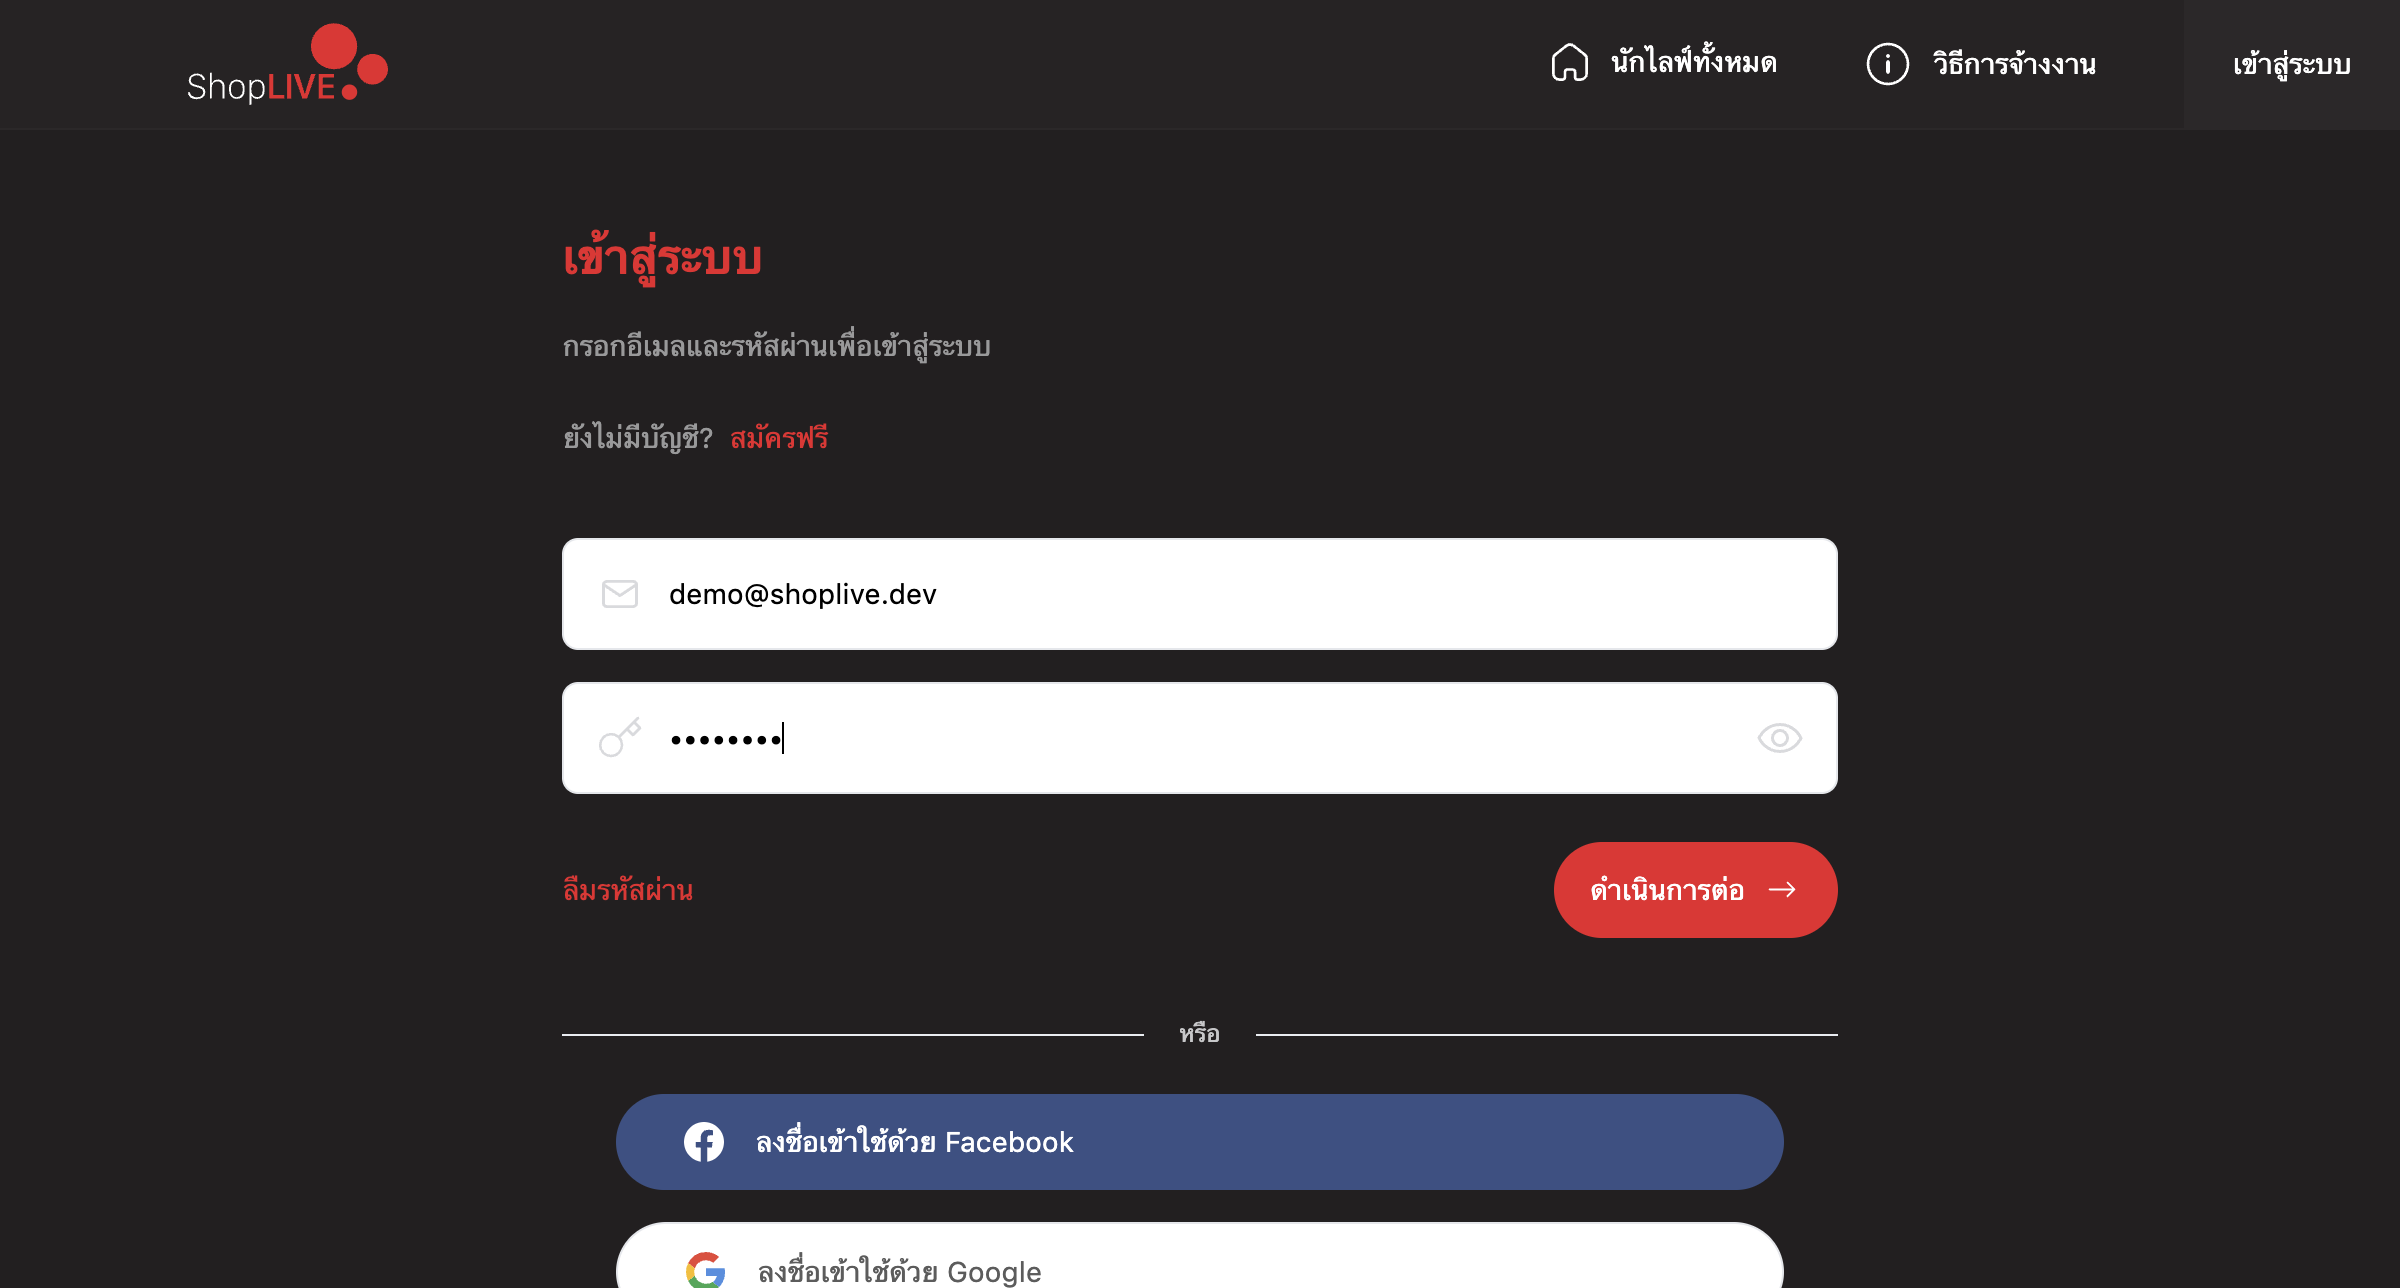 ShopLIVE
นักไลฟ์ทั้งหมด
วิธีการจ้างงาน
เข้าสู่ระบบ
เข้าสู่ระบบ
กรอกอีเมลและรหัสผ่านเพื่อเข้าสู่ระบบ
ยังไม่มีบัญชี? สมัครฟรี
demo@shoplive.dev
••••••••
ลืมรหัสผ่าน
ดำเนินการต่อ
หรือ
ลงชื่อเข้าใช้ด้วย Facebook
ลงชื่อเข้าใช้ด้วย Google